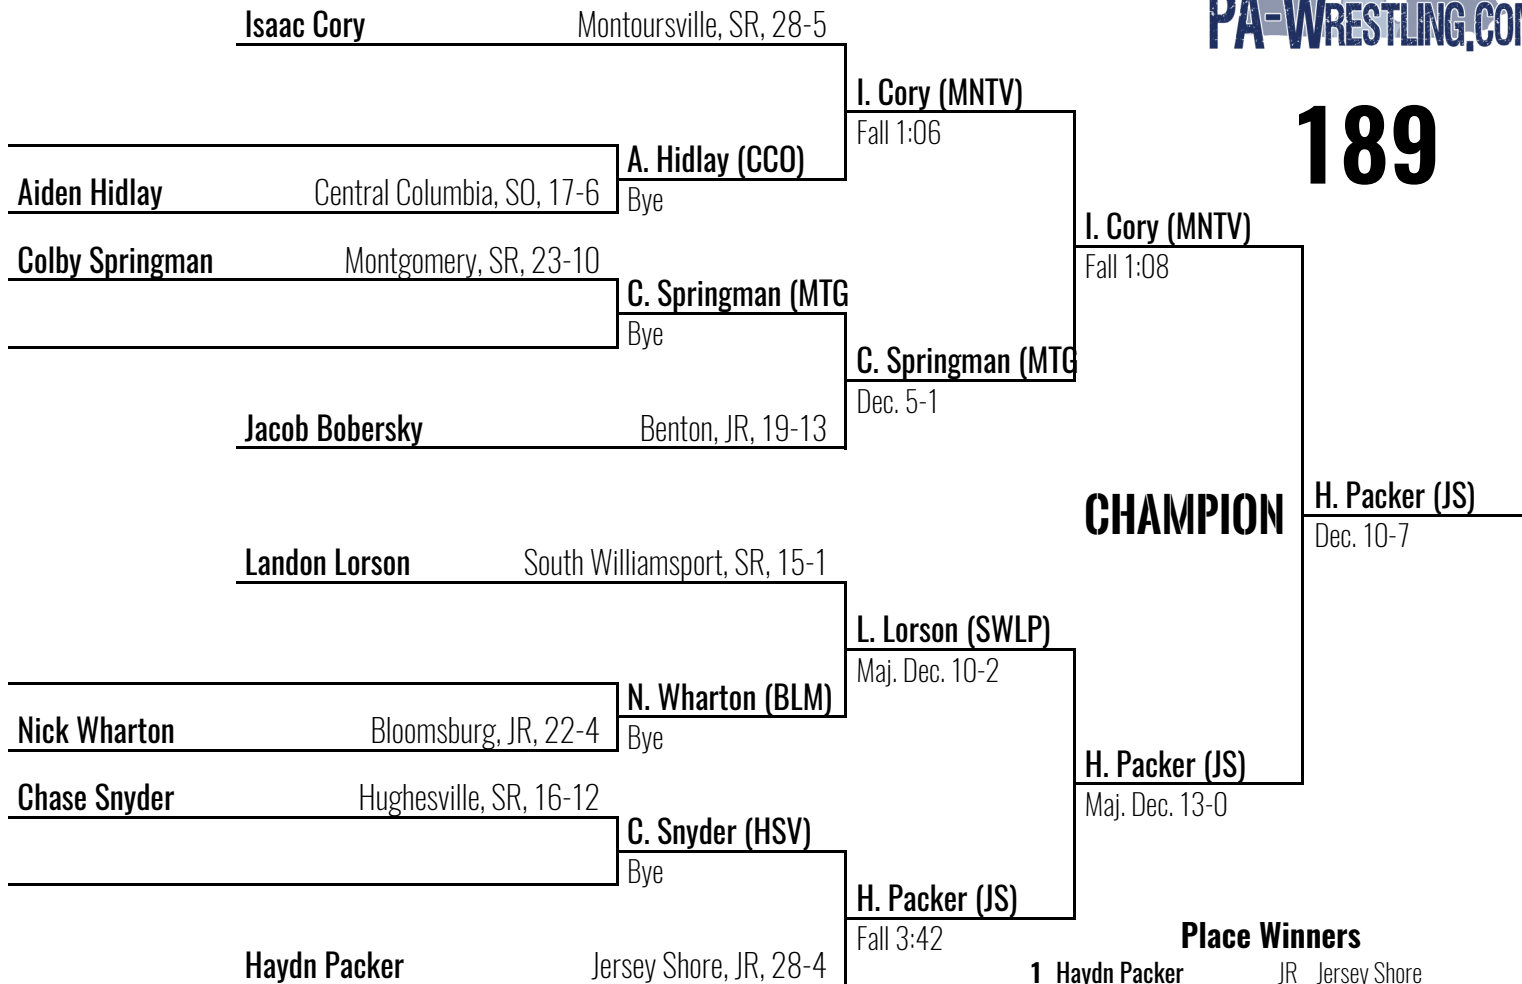 Isaac Cory Montoursville, SR, 28-5
PA-WRESTLING.COM
I. Cory (MNTV)
Fall 1:06
189
A. Hidlay (CCO)
Aiden Hidlay Central Columbia, SO, 17-6
Bye
I. Cory (MNTV)
Fall 1:08
Colby Springman Montgomery, SR, 23-10
C. Springman (MTG
Bye
C. Springman (MTG
Dec. 5-1
Jacob Bobersky Benton, JR, 19-13
CHAMPION
H. Packer (JS)
Dec. 10-7
Landon Lorson South Williamsport, SR, 15-1
L. Lorson (SWLP)
Maj. Dec. 10-2
N. Wharton (BLM)
Nick Wharton Bloomsburg, JR, 22-4
Bye
H. Packer (JS)
Maj. Dec. 13-0
Chase Snyder Hughesville, SR, 16-12
C. Snyder (HSV)
Bye
H. Packer (JS)
Fall 3:42
Place Winners
Haydn Packer Jersey Shore, JR, 28-4
1 Haydn Packer JR Jersey Shore